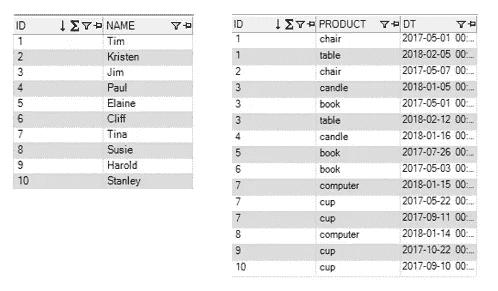 ID NAME
1 Tim
2 Kristen
3 Jim
4 Paul
5 Elaine
6 Cliff
7 Tina
8 Susie
9 Harold
10 Stanley
ID PRODUCT DT
1 chair 2017-05-01 00:...
1 table 2018-02-05 00:...
2 chair 2017-05-07 00:...
3 candle 2018-01-05 00:...
3 book 2017-05-01 00:...
3 table 2018-02-12 00:...
4 candle 2018-01-16 00:...
5 book 2017-07-26 00:...
6 book 2017-05-03 00:...
7 computer 2018-01-15 00:...
7 cup 2017-05-22 00:...
7 cup 2017-09-11 00:...
8 computer 2018-01-14 00:...
9 cup 2017-10-22 00:...
10 cup 2017-09-10 00:...